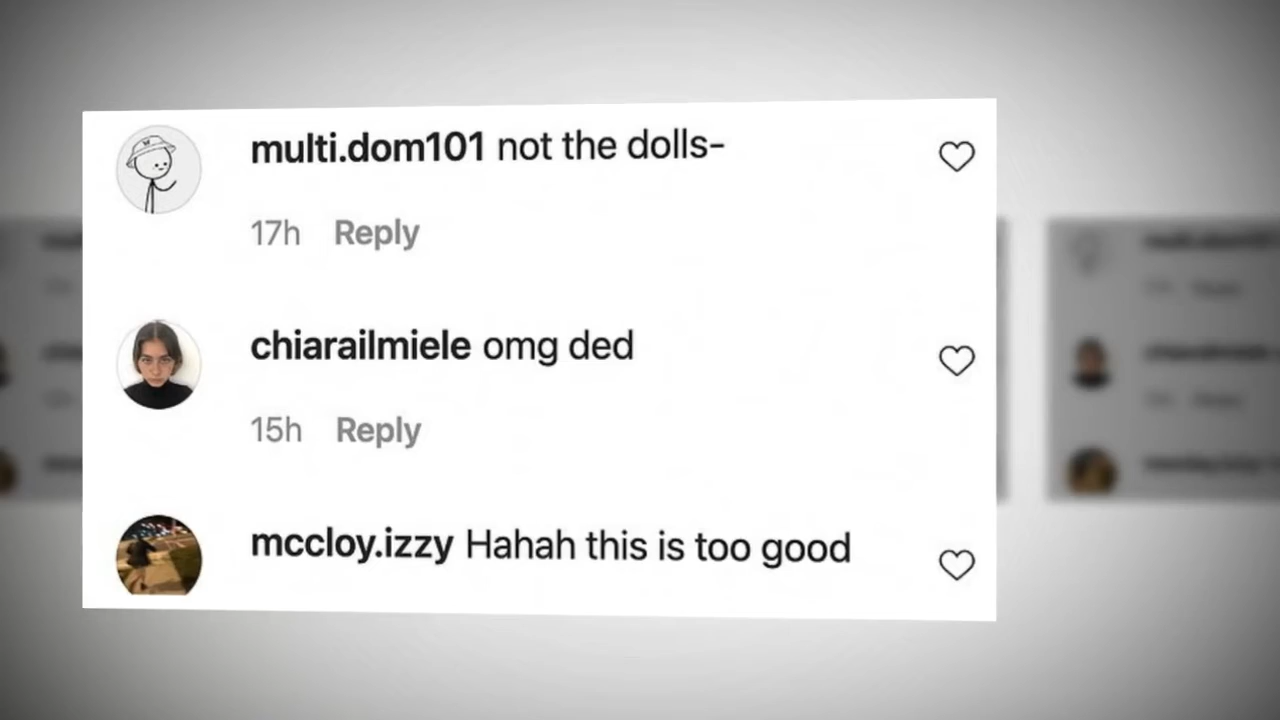 multi.dom101 not the dolls-
17h Reply
chiarailmiele omg ded
15h Reply
mccloy.izzy Hahah this is too good